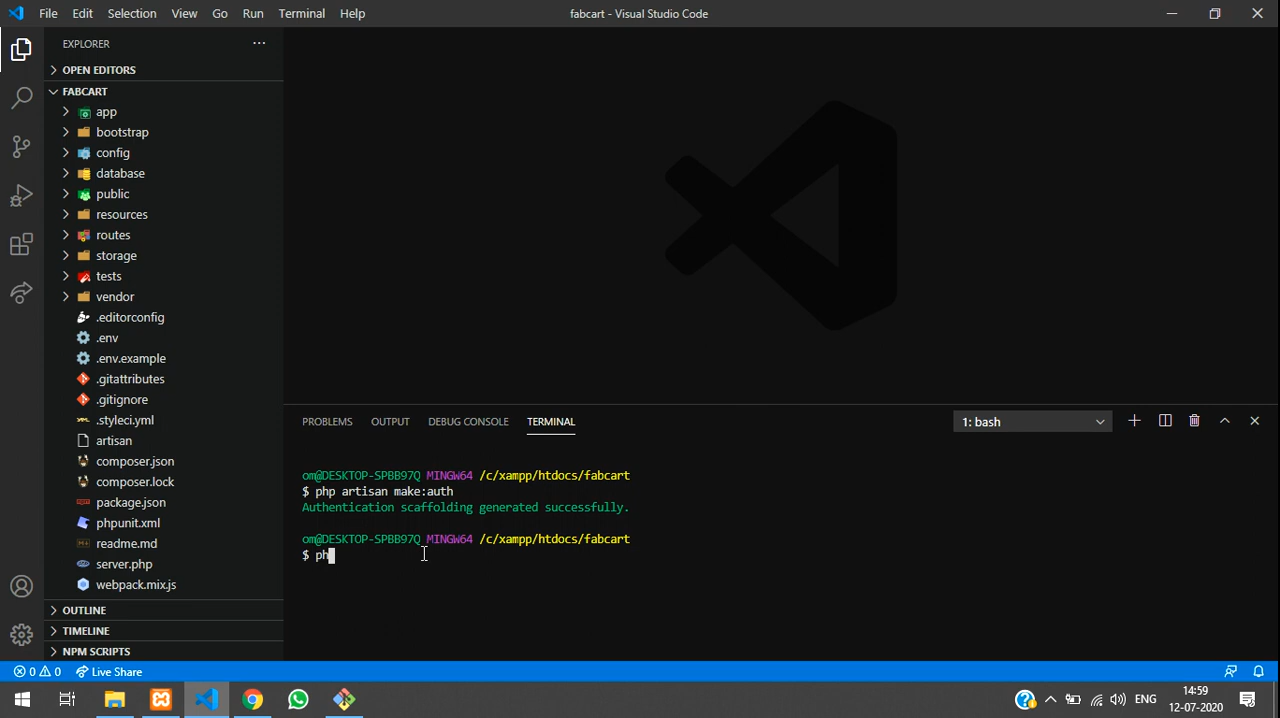 File Edit Selection View Go Run Terminal Help
fabcart - Visual Studio Code
EXPLORER
OPEN EDITORS
FABCART
app
bootstrap
config
database
public
resources
routes
storage
tests
vendor
.editorconfig
.env
.env.example
.gitattributes
.gitignore
.styleci.yml
artisan
composer.json
composer.lock
package.json
phpunit.xml
readme.md
server.php
webpack.mix.js
OUTLINE
TIMELINE
NPM SCRIPTS
PROBLEMS OUTPUT DEBUG CONSOLE TERMINAL
1: bash
om@DESKTOP-SPBB97Q MINGW64 /c/xampp/htdocs/fabcart
$ php artisan make:auth
Authentication scaffolding generated successfully.
om@DESKTOP-SPBB97Q MINGW64 /c/xampp/htdocs/fabcart
$ ph
0 0 Live Share
ENG
14:59
12-07-2020